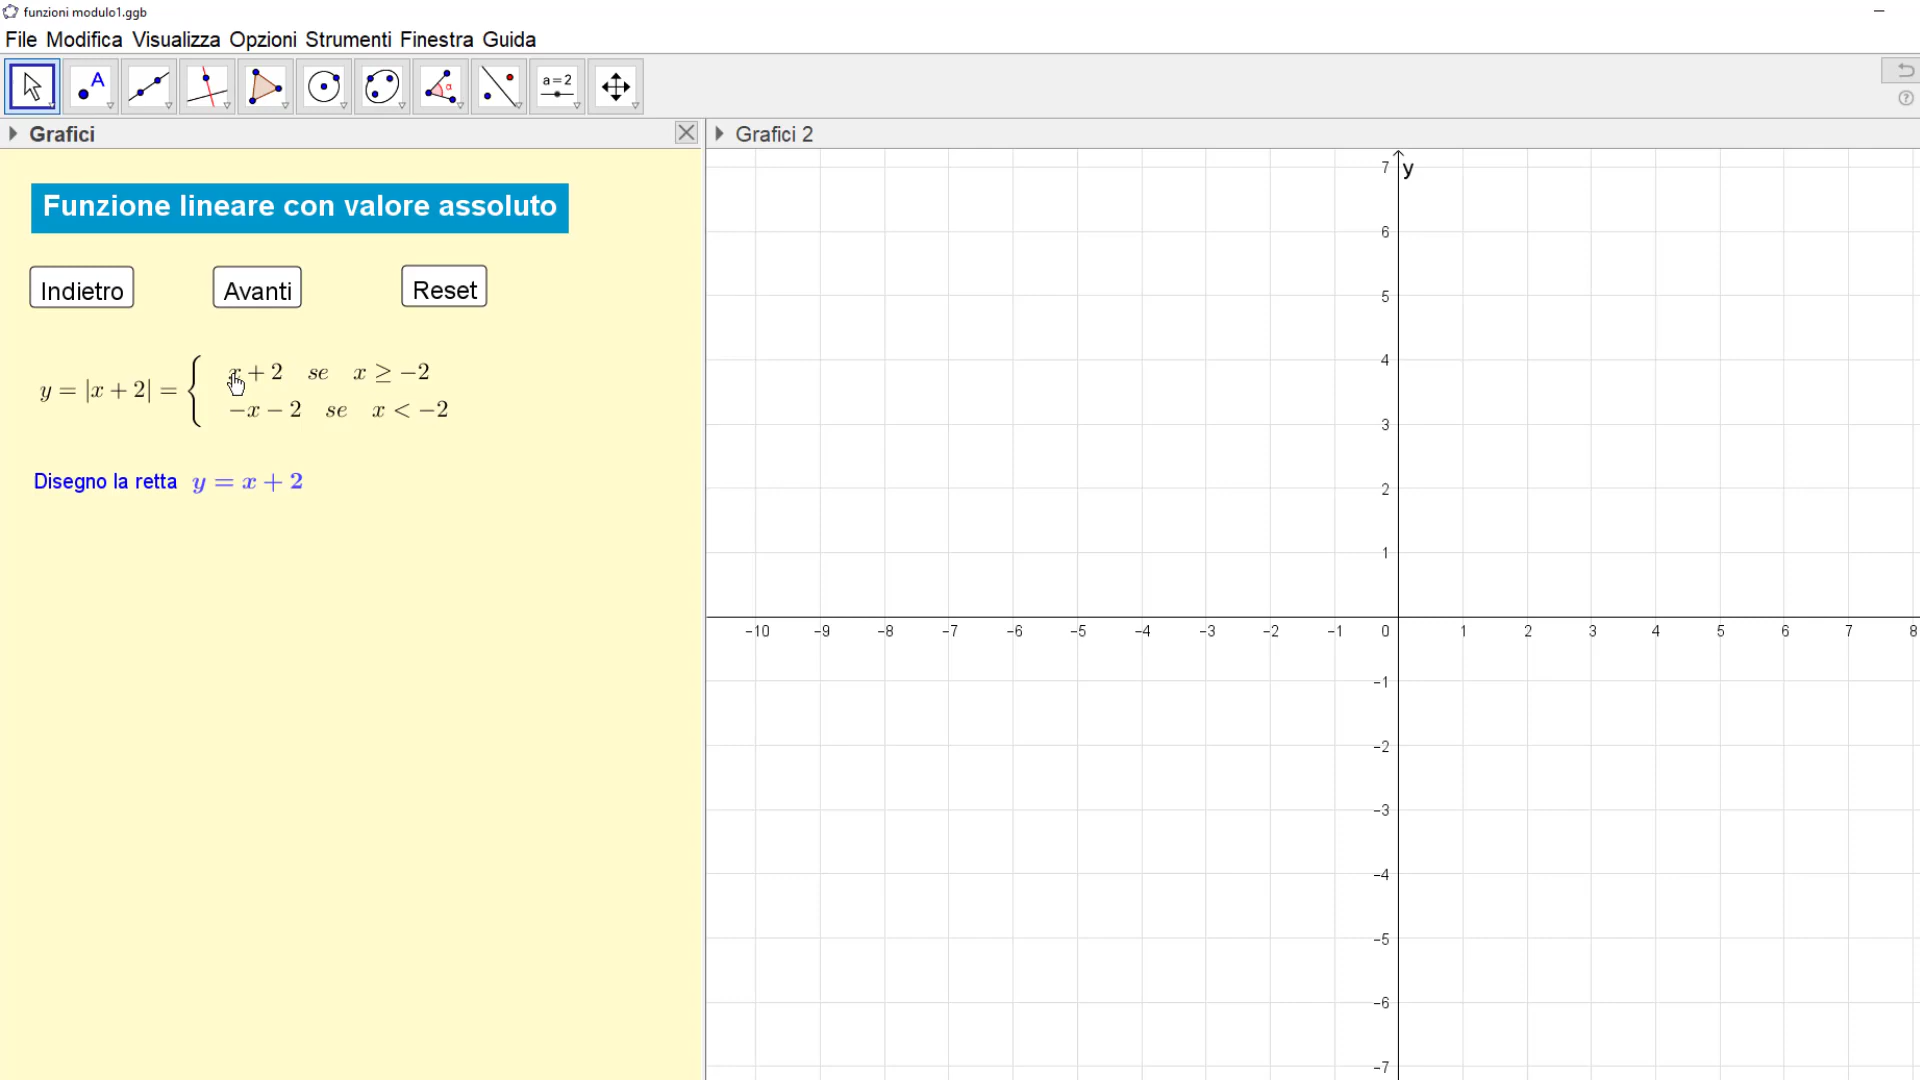 funzioni modulo1.ggb
File Modifica Visualizza Opzioni Strumenti Finestra Guida
A α a=2
Grafici
Grafici 2
Funzione lineare con valore assoluto
Indietro Avanti Reset
x + 2 se x ≥ −2
y = |x + 2| = {
−x − 2 se x < −2
Disegno la retta y = x + 2
y
7
6
5
4
3
2
1
−10 −9 −8 −7 −6 −5 −4 −3 −2 −1 0 1 2 3 4 5 6 7 8
−1
−2
−3
−4
−5
−6
−7